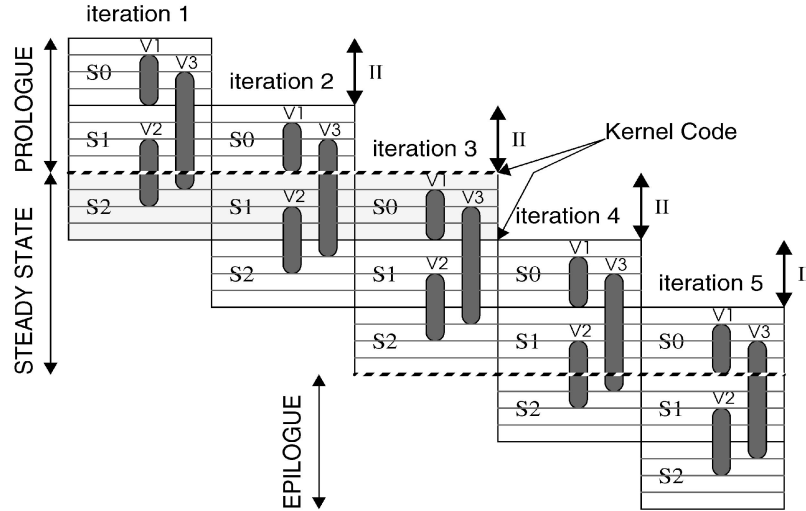 iteration 1
V1
V3
S0
iteration 2
II
V1
V2
V3
S1
S0
iteration 3
II
Kernel Code
V1
V2
V3
S2
S1
S0
iteration 4
II
V1
V2
V3
S2
S1
S0
iteration 5
I
V1
V2
V3
S2
S1
S0
V2
S2
S1
S2
PROLOGUE
STEADY STATE
EPILOGUE